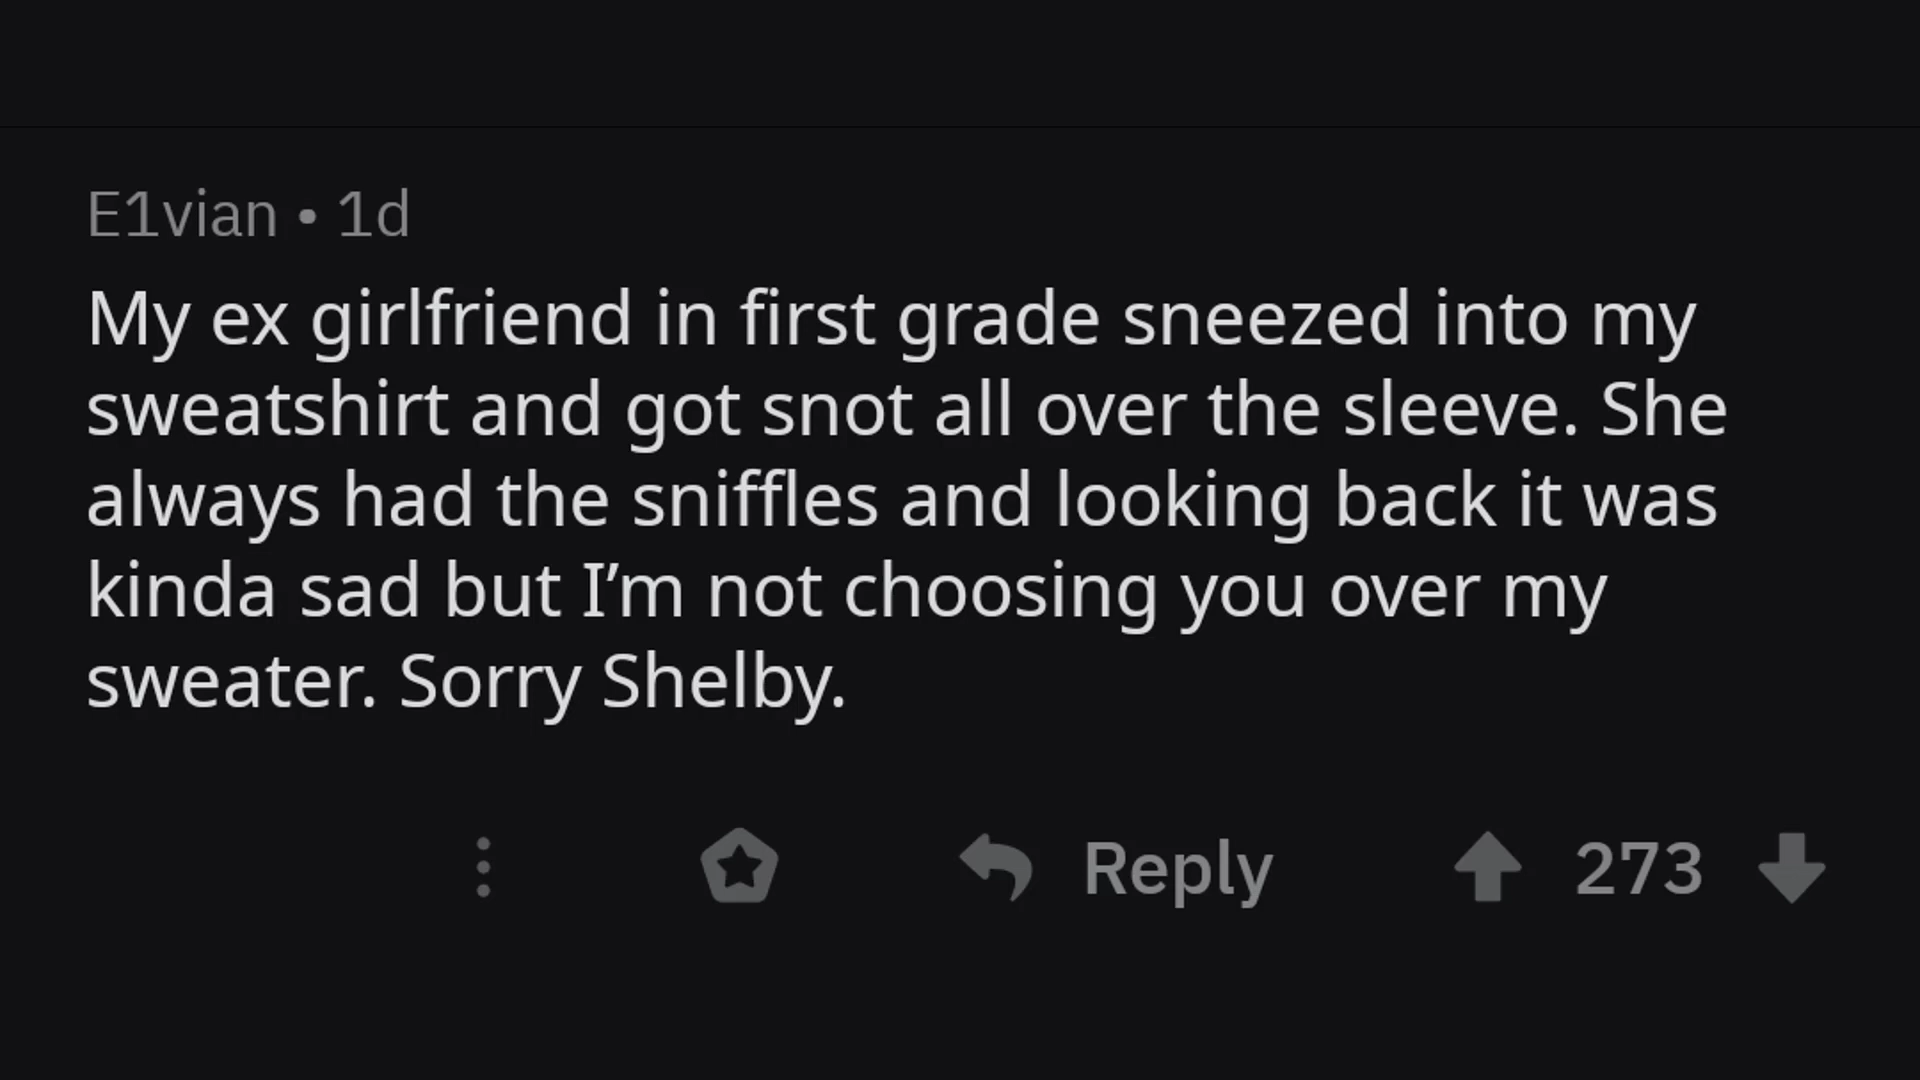 E1vian • 1d
My ex girlfriend in first grade sneezed into my
sweatshirt and got snot all over the sleeve. She
always had the sniffles and looking back it was
kinda sad but I’m not choosing you over my
sweater. Sorry Shelby.
Reply 273